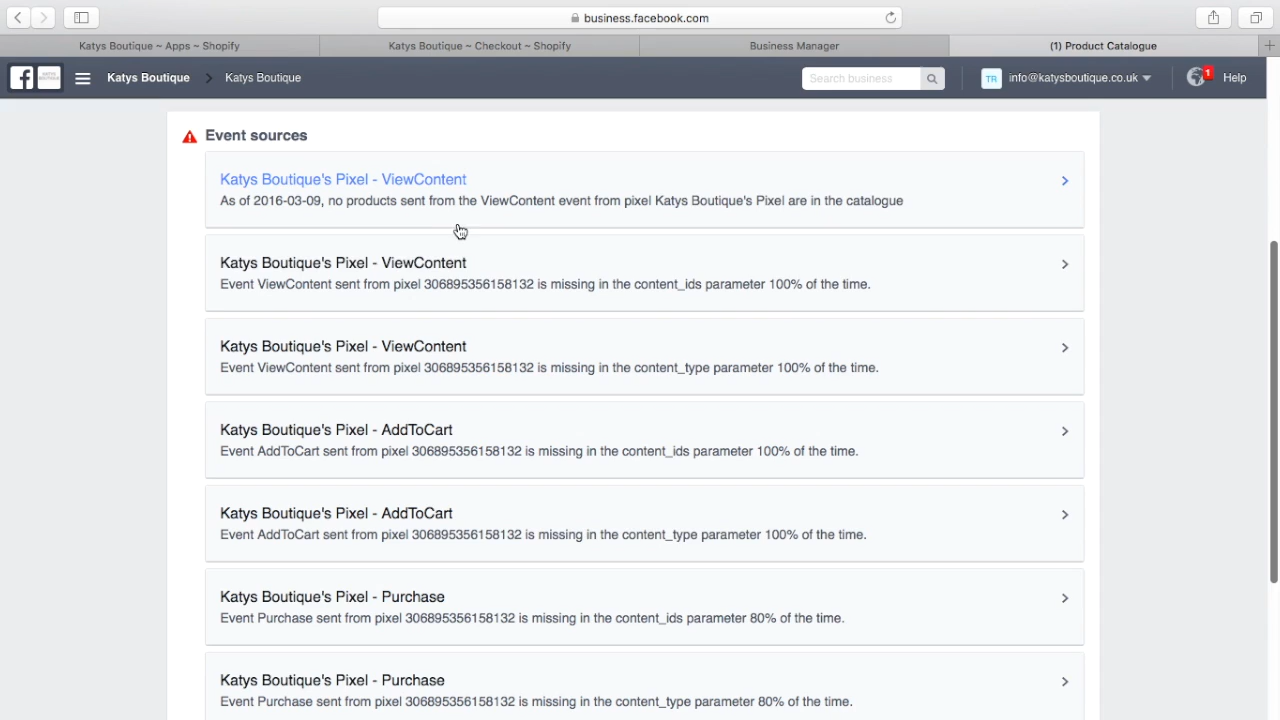 business.facebook.com
Katys Boutique ~ Apps ~ Shopify
Katys Boutique ~ Checkout ~ Shopify
Business Manager
(1) Product Catalogue
Katys Boutique
Katys Boutique
Search business
TR
info@katysboutique.co.uk
1
Help
Event sources
Katys Boutique's Pixel - ViewContent
As of 2016-03-09, no products sent from the ViewContent event from pixel Katys Boutique's Pixel are in the catalogue
Katys Boutique's Pixel - ViewContent
Event ViewContent sent from pixel 306895356158132 is missing in the content_ids parameter 100% of the time.
Katys Boutique's Pixel - ViewContent
Event ViewContent sent from pixel 306895356158132 is missing in the content_type parameter 100% of the time.
Katys Boutique's Pixel - AddToCart
Event AddToCart sent from pixel 306895356158132 is missing in the content_ids parameter 100% of the time.
Katys Boutique's Pixel - AddToCart
Event AddToCart sent from pixel 306895356158132 is missing in the content_type parameter 100% of the time.
Katys Boutique's Pixel - Purchase
Event Purchase sent from pixel 306895356158132 is missing in the content_ids parameter 80% of the time.
Katys Boutique's Pixel - Purchase
Event Purchase sent from pixel 306895356158132 is missing in the content_type parameter 80% of the time.